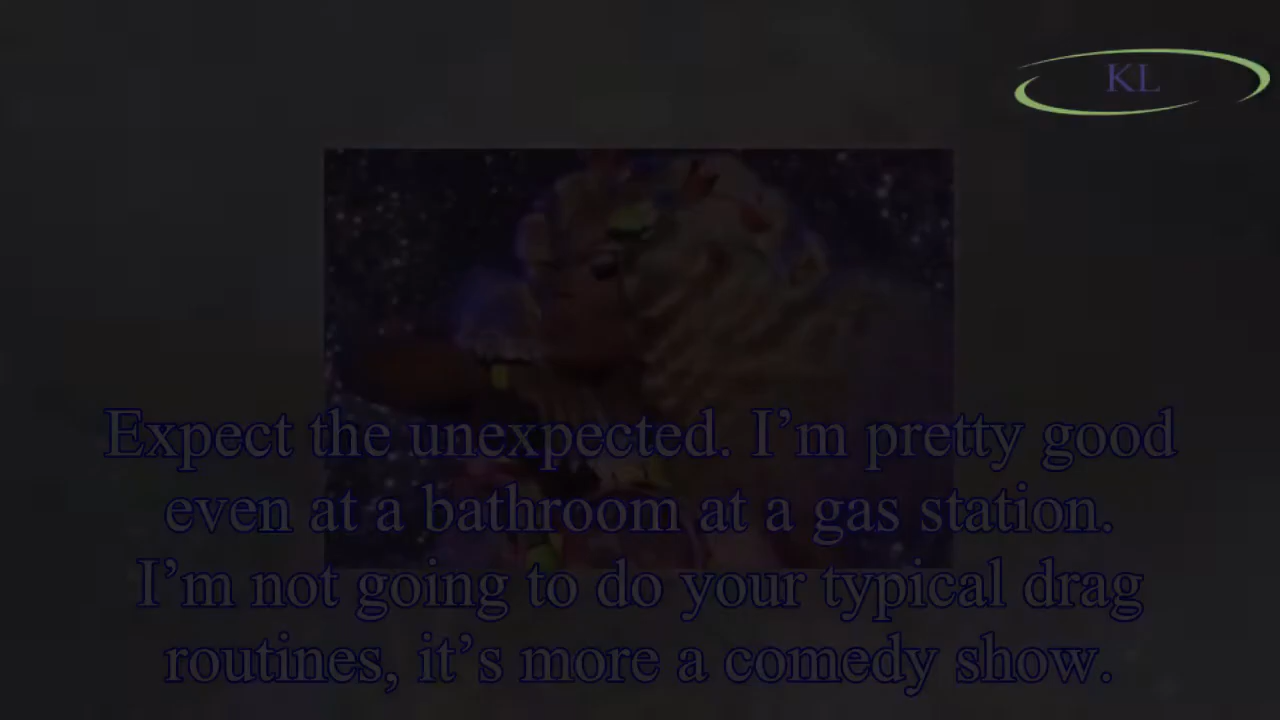 KL
Expect the unexpected. I’m pretty good
even at a bathroom at a gas station.
I’m not going to do your typical drag
routines, it’s more a comedy show.